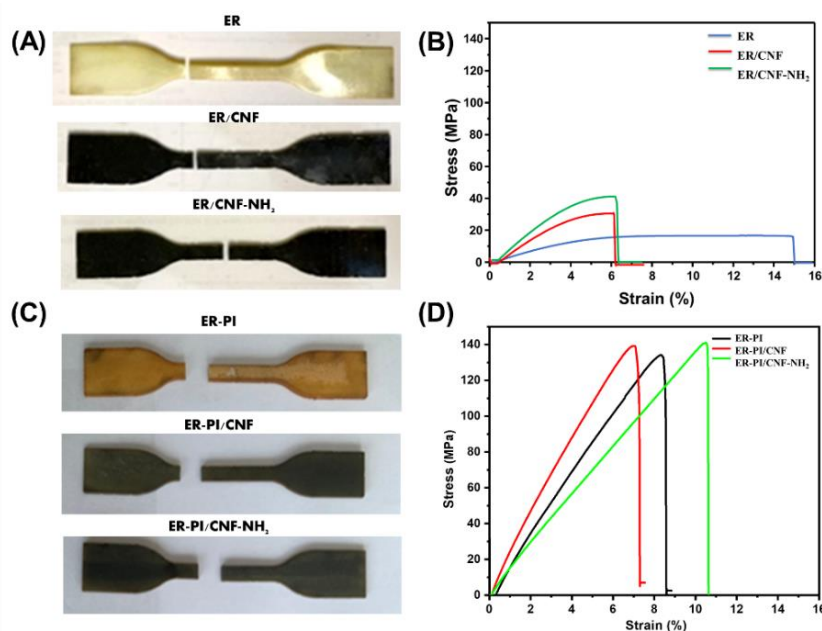 (A)
ER
ER/CNF
ER/CNF-NH₂
(B)
Stress (MPa)
140
120
100
80
60
40
20
0
0 2 4 6 8 10 12 14 16
Strain (%)
ER
ER/CNF
ER/CNF-NH₂
(C)
ER-PI
ER-PI/CNF
ER-PI/CNF-NH₂
(D)
Stress (MPa)
140
120
100
80
60
40
20
0
0 2 4 6 8 10 12 14 16
Strain (%)
ER-PI
ER-PI/CNF
ER-PI/CNF-NH₂